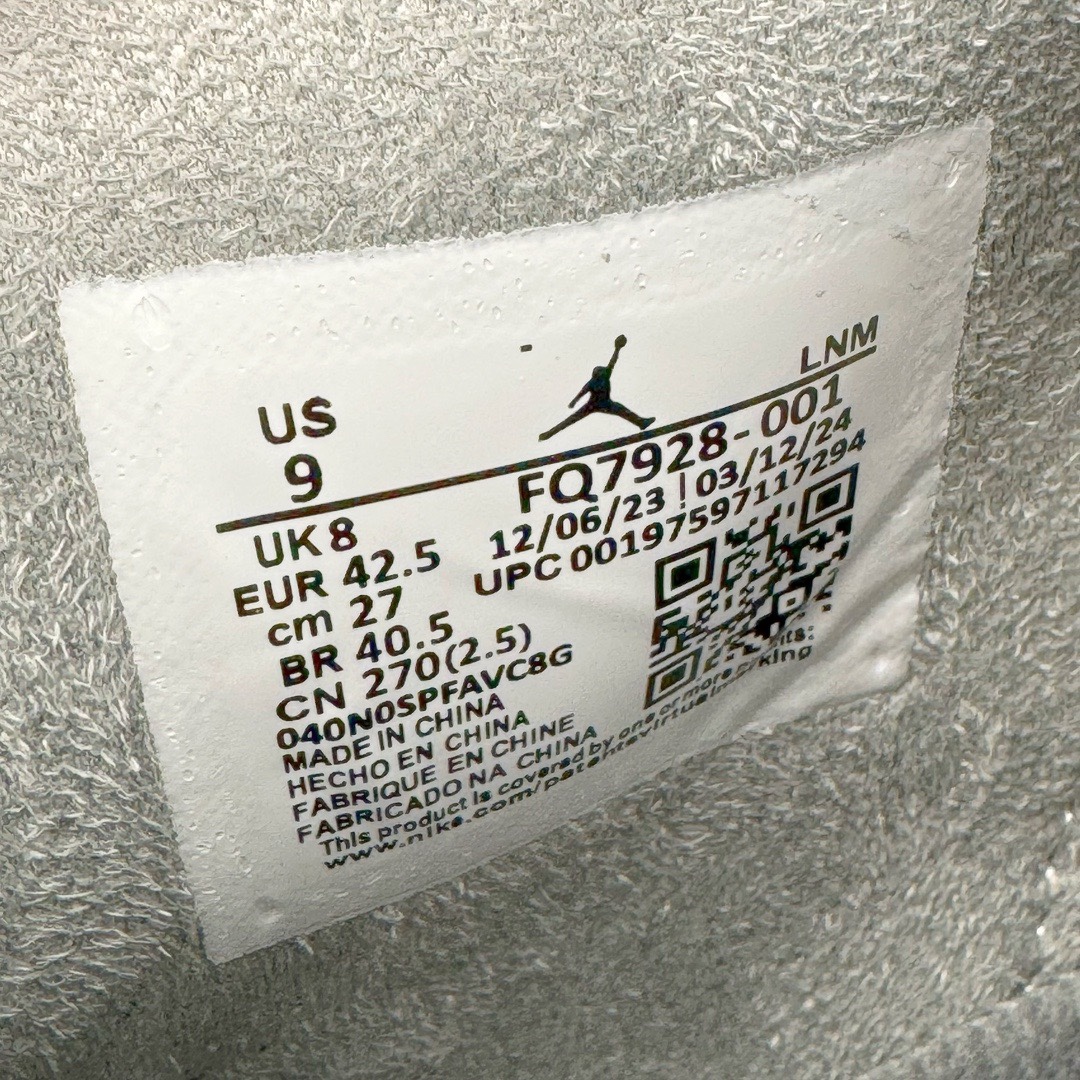 US
9
LNM
FQ7928-001
12/06/23 | 03/12/24
UPC 00197597117294
UK 8
EUR 42.5
cm 27
BR 40.5
CN 270(2.5)
040N0SPFAVC8G
MADE IN CHINA
HECHO EN CHINA
FABRIQUE EN CHINE
FABRICADO NA CHINA
This product is covered by one or more
www.nike.com/patents